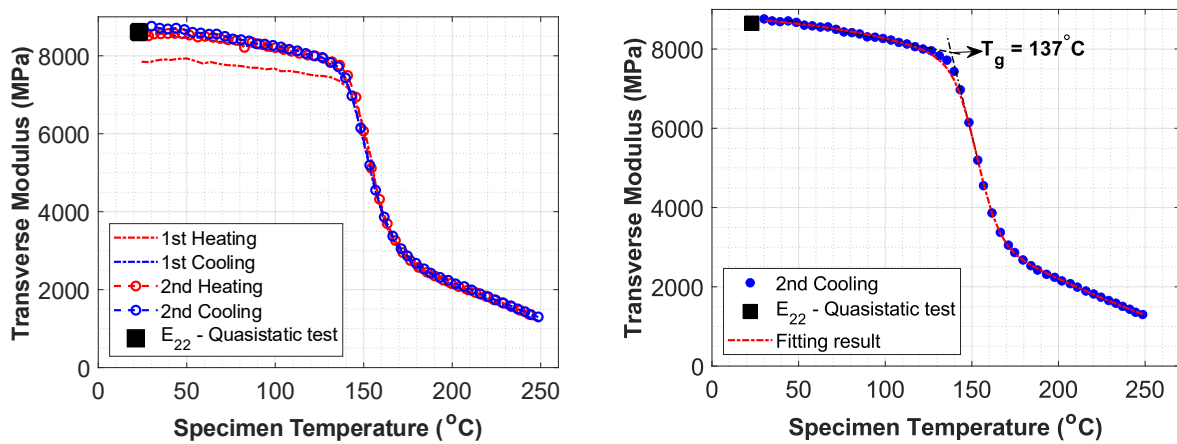 Transverse Modulus (MPa)
8000
6000
4000
2000
0
1st Heating
1st Cooling
2nd Heating
2nd Cooling
E22 - Quasistatic test
0 50 100 150 200 250
Specimen Temperature (°C)
Transverse Modulus (MPa)
8000
6000
4000
2000
0
Tg = 137°C
2nd Cooling
E22 - Quasistatic test
Fitting result
0 50 100 150 200 250
Specimen Temperature (°C)